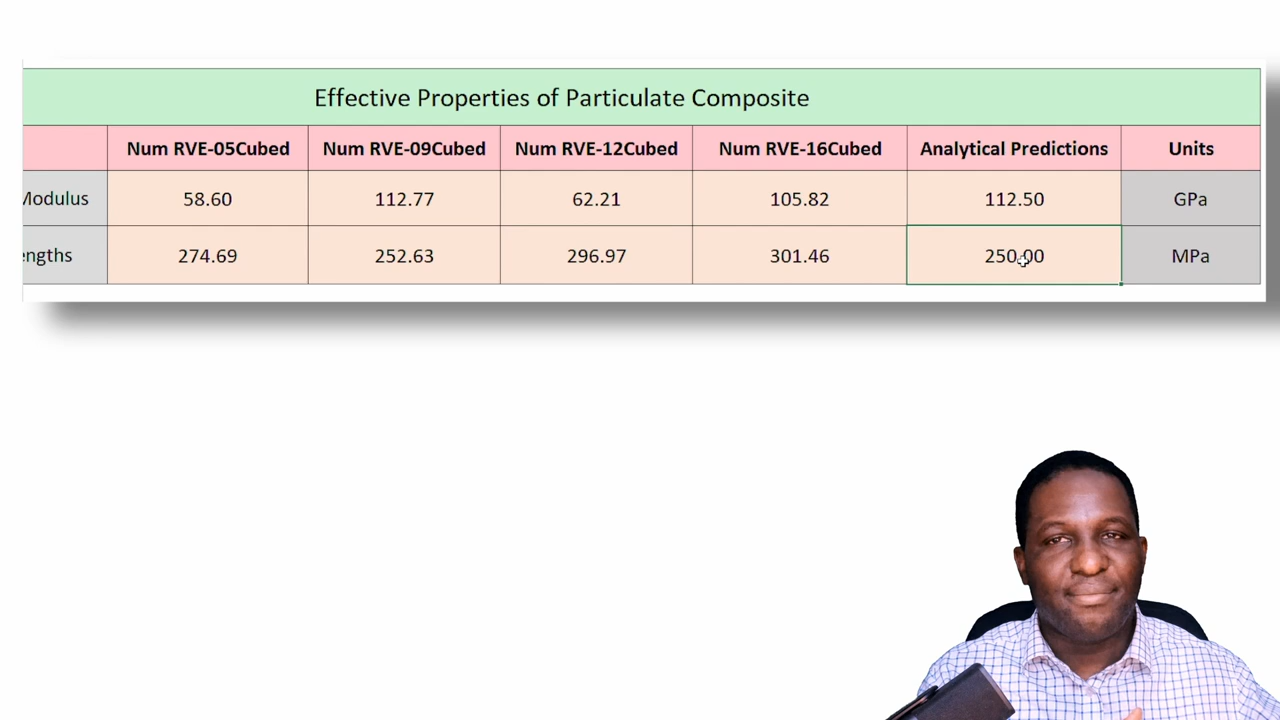 Effective Properties of Particulate Composite
Num RVE-05Cubed Num RVE-09Cubed Num RVE-12Cubed Num RVE-16Cubed Analytical Predictions Units
Modulus 58.60 112.77 62.21 105.82 112.50 GPa
engths 274.69 252.63 296.97 301.46 250.00 MPa